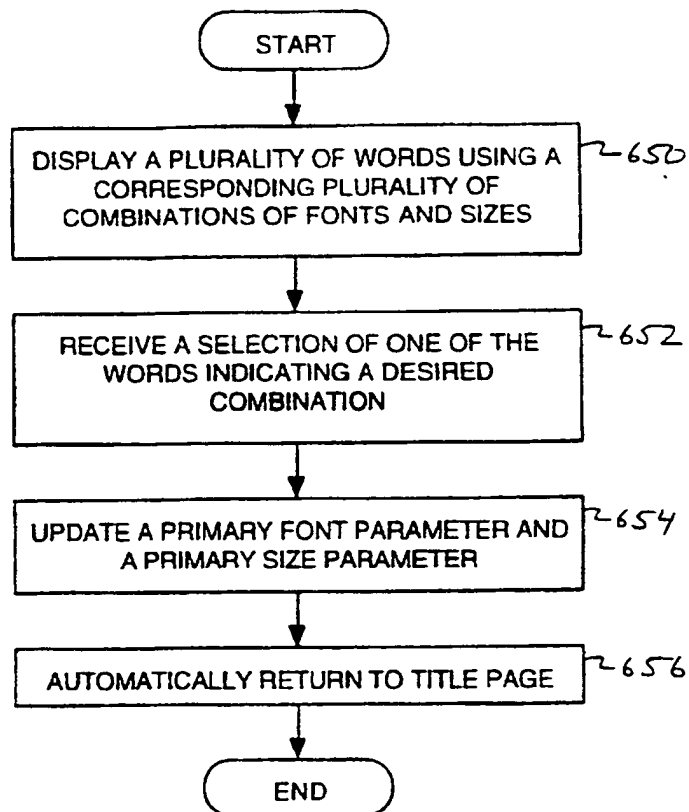 START
DISPLAY A PLURALITY OF WORDS USING A
CORRESPONDING PLURALITY OF
COMBINATIONS OF FONTS AND SIZES
650
RECEIVE A SELECTION OF ONE OF THE
WORDS INDICATING A DESIRED
COMBINATION
652
UPDATE A PRIMARY FONT PARAMETER AND
A PRIMARY SIZE PARAMETER
654
AUTOMATICALLY RETURN TO TITLE PAGE
656
END